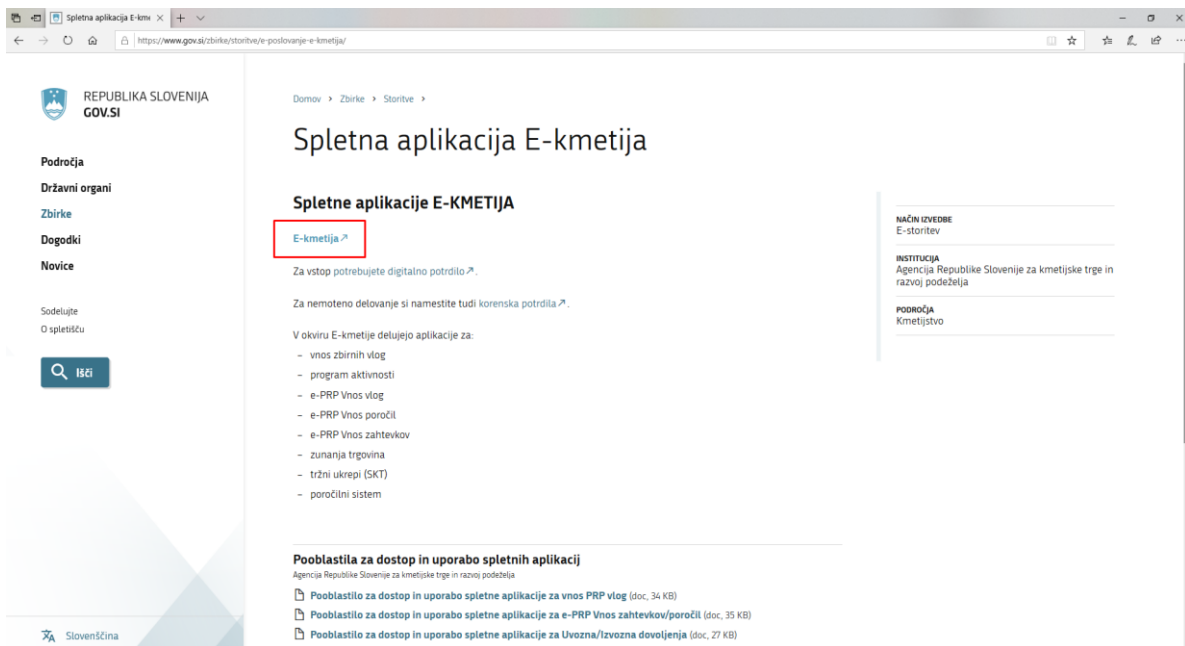 Spletna aplikacija E-kme
https://www.gov.si/zbirke/storitve/e-poslovanje-e-kmetija/
REPUBLIKA SLOVENIJA
GOV.SI
Področja
Državni organi
Zbirke
Dogodki
Novice
Sodelujte
O spletišču
Išči
Slovenščina
Domov › Zbirke › Storitve ›
Spletna aplikacija E-kmetija
Spletne aplikacije E-KMETIJA
E-kmetija
Za vstop potrebujete digitalno potrdilo.
Za nemoteno delovanje si namestite tudi korenska potrdila.
V okviru E-kmetije delujejo aplikacije za:
– vnos zbirnih vlog
– program aktivnosti
– e-PRP Vnos vlog
– e-PRP Vnos poročil
– e-PRP Vnos zahtevkov
– zunanja trgovina
– tržni ukrepi (SKT)
– poročilni sistem
Pooblastila za dostop in uporabo spletnih aplikacij
Agencija Republike Slovenije za kmetijske trge in razvoj podeželja
Pooblastilo za dostop in uporabo spletne aplikacije za vnos PRP vlog (doc, 34 KB)
Pooblastilo za dostop in uporabo spletne aplikacije za e-PRP Vnos zahtevkov/poročil (doc, 35 KB)
Pooblastilo za dostop in uporabo spletne aplikacije za Uvozna/Izvozna dovoljenja (doc, 27 KB)
NAČIN IZVEDBE
E-storitev
INSTITUCIJA
Agencija Republike Slovenije za kmetijske trge in
razvoj podeželja
PODROČJA
Kmetijstvo